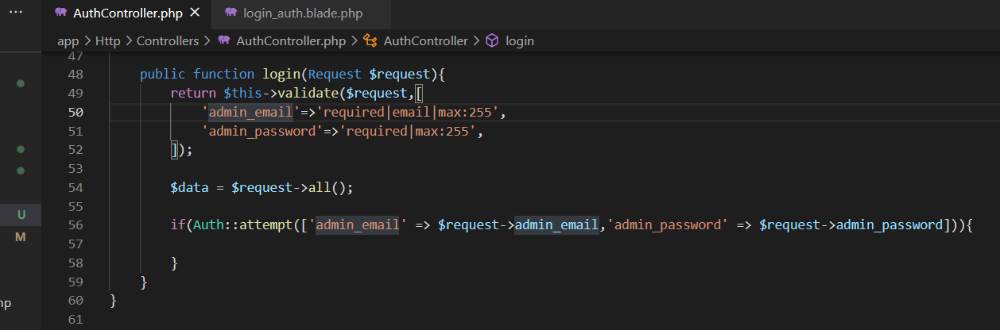 ··· AuthController.php × login_auth.blade.php
app > Http > Controllers > AuthController.php > AuthController > login
47
48 public function login(Request $request){
49 return $this->validate($request,[
50 'admin_email'=>'required|email|max:255',
51 'admin_password'=>'required|max:255',
52 ]);
53
54 $data = $request->all();
55
56 if(Auth::attempt(['admin_email' => $request->admin_email,'admin_password' => $request->admin_password])){
57
58 }
59 }
60 }
61
U
M
np